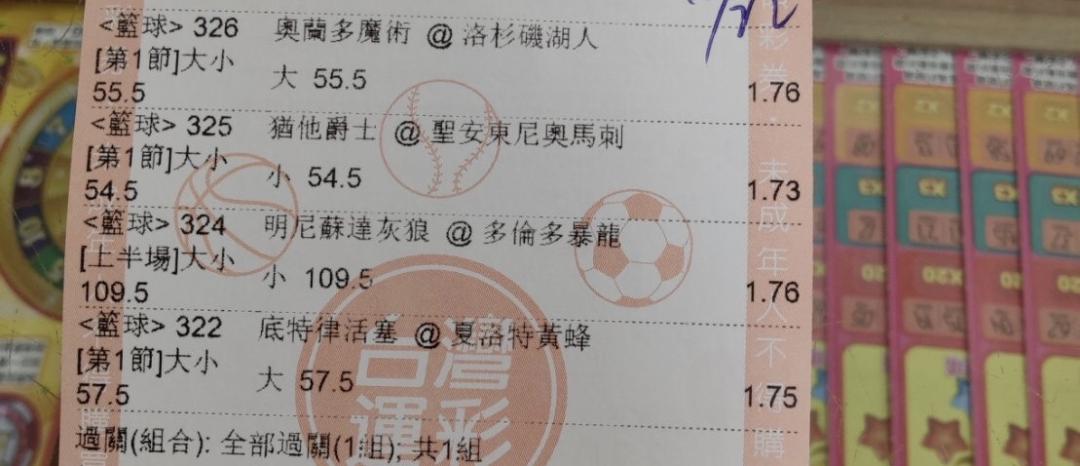 <籃球> 326 奧蘭多魔術 @ 洛杉磯湖人
[第1節]大小 大 55.5
55.5 1.76
<籃球> 325 猶他爵士 @ 聖安東尼奧馬刺
[第1節]大小 小 54.5
54.5 1.73
<籃球> 324 明尼蘇達灰狼 @ 多倫多暴龍
[上半場]大小 小 109.5
109.5 1.76
<籃球> 322 底特律活塞 @ 夏洛特黃蜂
[第1節]大小 大 57.5
57.5 1.75
過關(組合): 全部過關(1組); 共1組
台灣
運彩
彩券
未成年人不得購